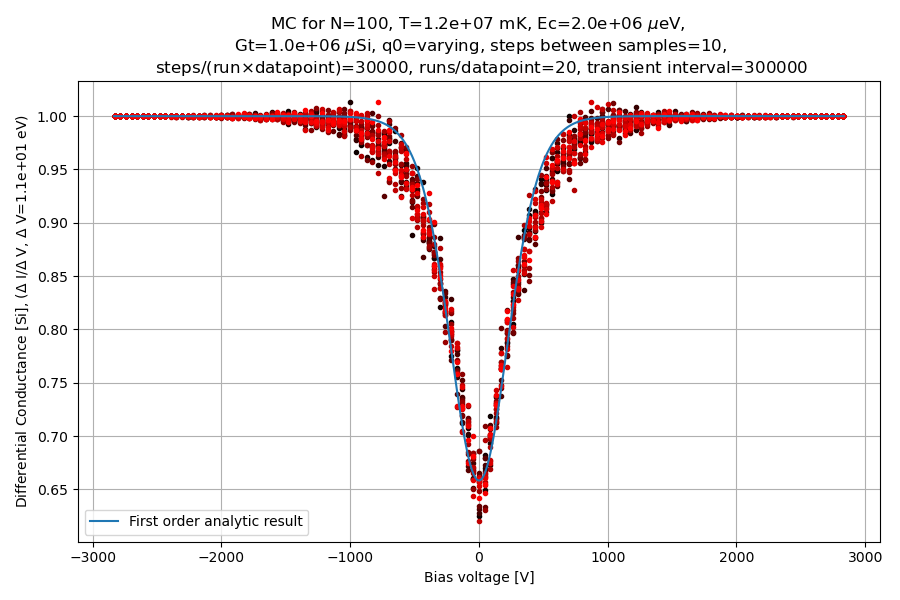 MC for N=100, T=1.2e+07 mK, Ec=2.0e+06 μeV,
Gt=1.0e+06 μSi, q0=varying, steps between samples=10,
steps/(run×datapoint)=30000, runs/datapoint=20, transient interval=300000
Differential Conductance [Si], (Δ I/Δ V, Δ V=1.1e+01 eV)
1.00
0.95
0.90
0.85
0.80
0.75
0.70
0.65
First order analytic result
−3000 −2000 −1000 0 1000 2000 3000
Bias voltage [V]